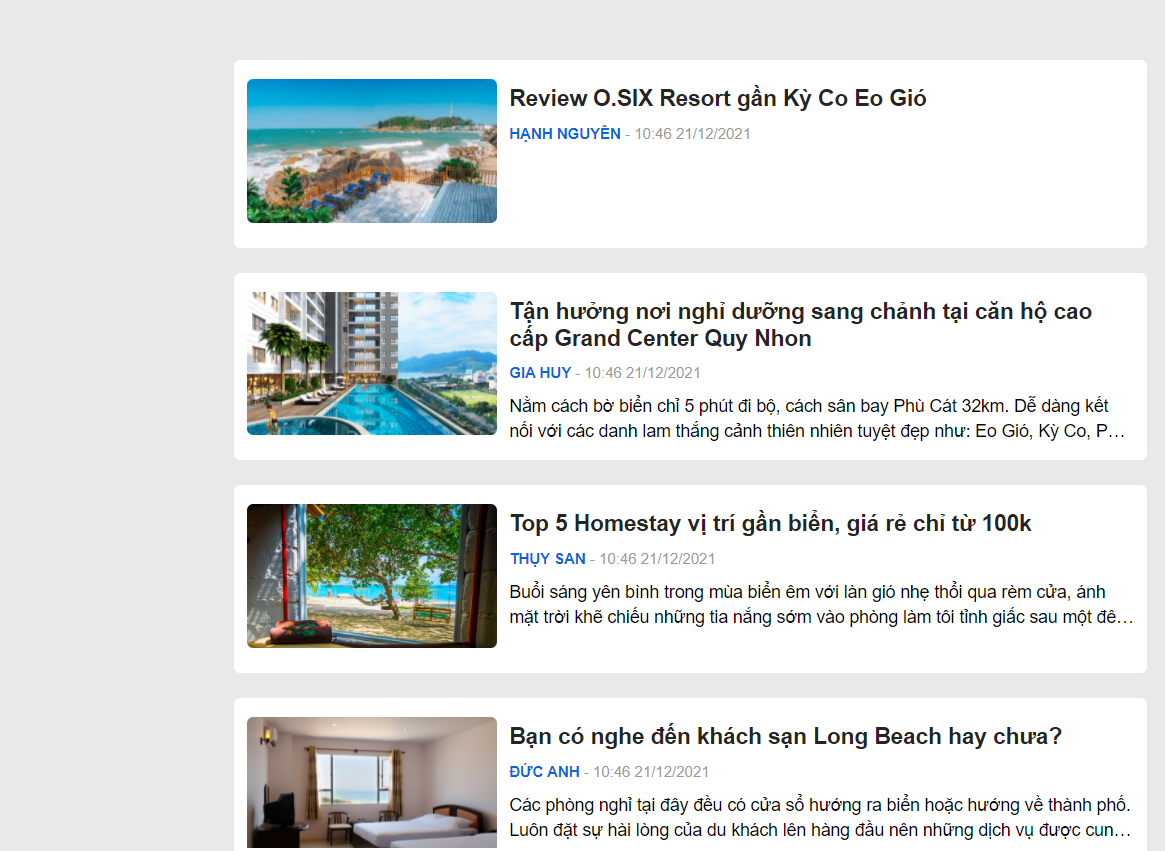 Review O.SIX Resort gần Kỳ Co Eo Gió
HẠNH NGUYÊN - 10:46 21/12/2021
Tận hưởng nơi nghỉ dưỡng sang chảnh tại căn hộ cao
cấp Grand Center Quy Nhon
GIA HUY - 10:46 21/12/2021
Nằm cách bờ biển chỉ 5 phút đi bộ, cách sân bay Phù Cát 32km. Dễ dàng kết
nối với các danh lam thắng cảnh thiên nhiên tuyệt đẹp như: Eo Gió, Kỳ Co, P…
Top 5 Homestay vị trí gần biển, giá rẻ chỉ từ 100k
THỤY SAN - 10:46 21/12/2021
Buổi sáng yên bình trong mùa biển êm với làn gió nhẹ thổi qua rèm cửa, ánh
mặt trời khẽ chiếu những tia nắng sớm vào phòng làm tôi tỉnh giấc sau một đê…
Bạn có nghe đến khách sạn Long Beach hay chưa?
ĐỨC ANH - 10:46 21/12/2021
Các phòng nghỉ tại đây đều có cửa sổ hướng ra biển hoặc hướng về thành phố.
Luôn đặt sự hài lòng của du khách lên hàng đầu nên những dịch vụ được cun…